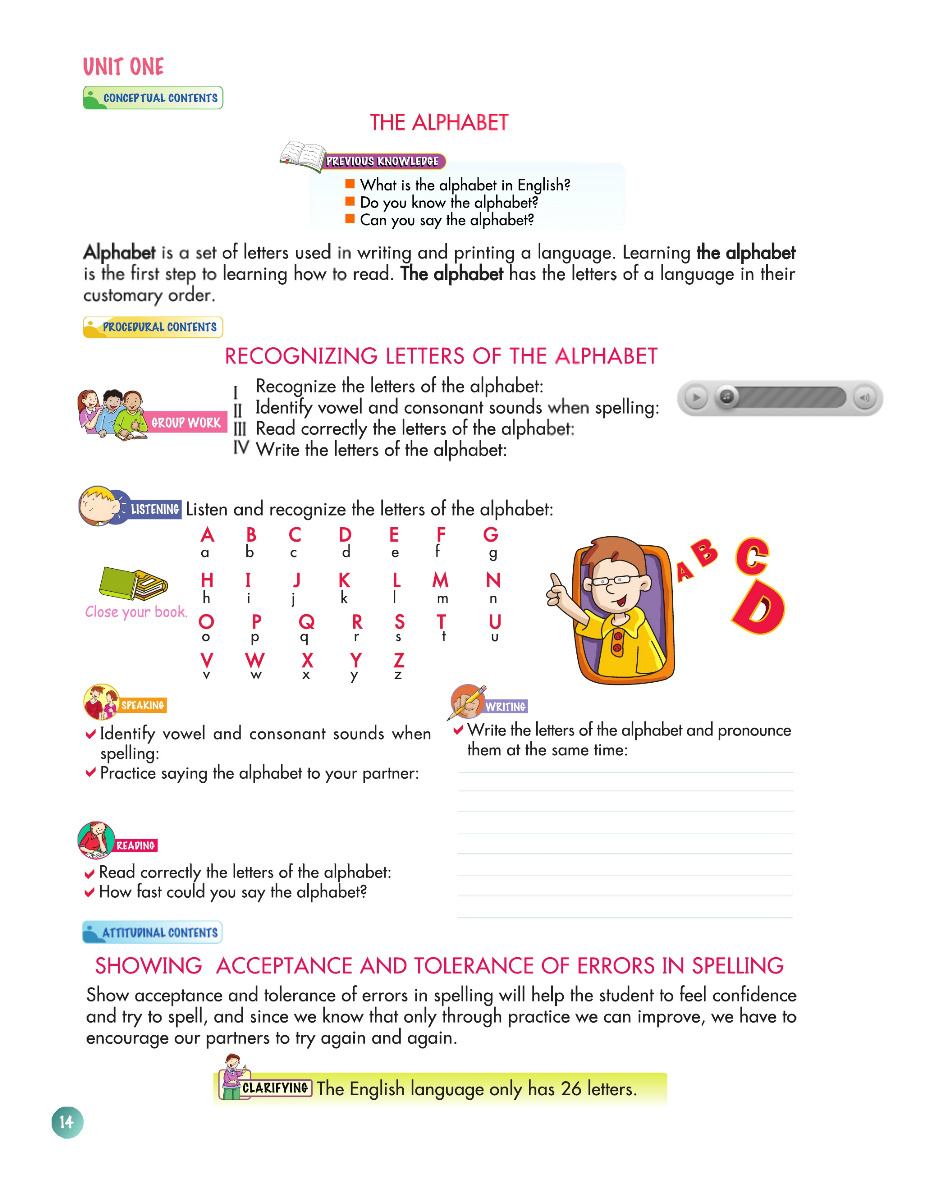 UNIT ONE
CONCEPTUAL CONTENTS
THE ALPHABET
PREVIOUS KNOWLEDGE
What is the alphabet in English?
Do you know the alphabet?
Can you say the alphabet?
Alphabet is a set of letters used in writing and printing a language. Learning the alphabet
is the first step to learning how to read. The alphabet has the letters of a language in their
customary order.
PROCEDURAL CONTENTS
RECOGNIZING LETTERS OF THE ALPHABET
GROUP WORK
I Recognize the letters of the alphabet:
II Identify vowel and consonant sounds when spelling:
III Read correctly the letters of the alphabet:
IV Write the letters of the alphabet:
LISTENING Listen and recognize the letters of the alphabet:
A B C D E F G
a b c d e f g
H I J K L M N
h i j k l m n
Close your book.
O P Q R S T U
o p q r s t u
V W X Y Z
v w x y z
A B C D
SPEAKING
Identify vowel and consonant sounds when
spelling:
Practice saying the alphabet to your partner:
WRITING
Write the letters of the alphabet and pronounce
them at the same time:
READING
Read correctly the letters of the alphabet:
How fast could you say the alphabet?
ATTITUDINAL CONTENTS
SHOWING ACCEPTANCE AND TOLERANCE OF ERRORS IN SPELLING
Show acceptance and tolerance of errors in spelling will help the student to feel confidence
and try to spell, and since we know that only through practice we can improve, we have to
encourage our partners to try again and again.
CLARIFYING The English language only has 26 letters.
14